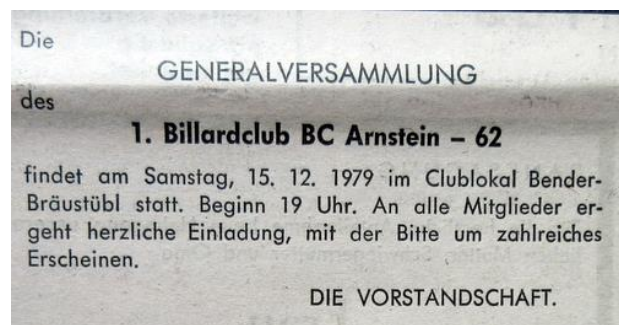 Die
GENERALVERSAMMLUNG
des
1. Billardclub BC Arnstein – 62
findet am Samstag, 15. 12. 1979 im Clublokal Bender-
Bräustübl statt. Beginn 19 Uhr. An alle Mitglieder er-
geht herzliche Einladung, mit der Bitte um zahlreiches
Erscheinen.
DIE VORSTANDSCHAFT.